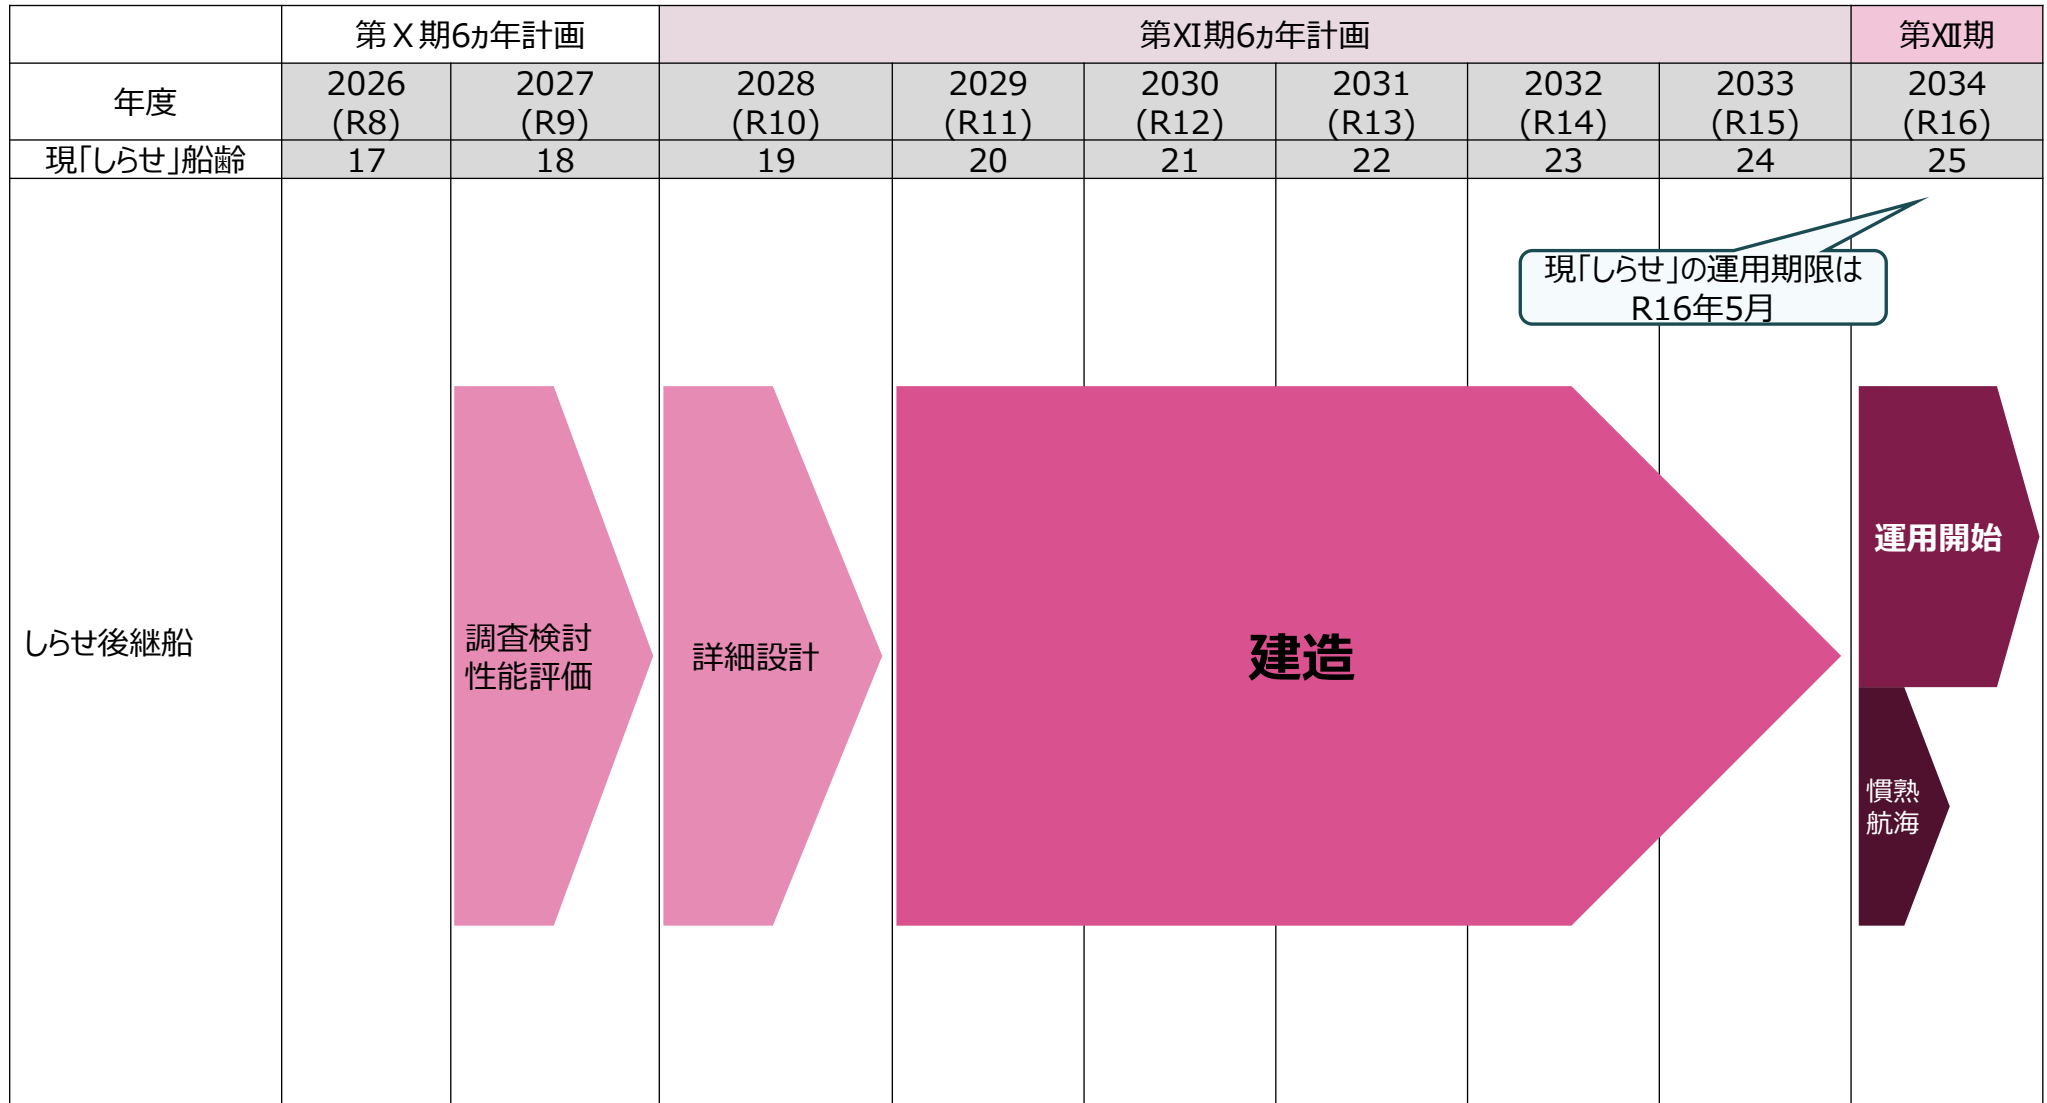 第Ⅹ期6ヵ年計画 第Ⅺ期6ヵ年計画 第Ⅻ期
年度 2026 2027 2028 2029 2030 2031 2032 2033 2034
(R8) (R9) (R10) (R11) (R12) (R13) (R14) (R15) (R16)
現「しらせ」船齢 17 18 19 20 21 22 23 24 25
現「しらせ」の運用期限は
R16年5月
しらせ後継船
調査検討
性能評価
詳細設計
建造
運用開始
慣熟
航海